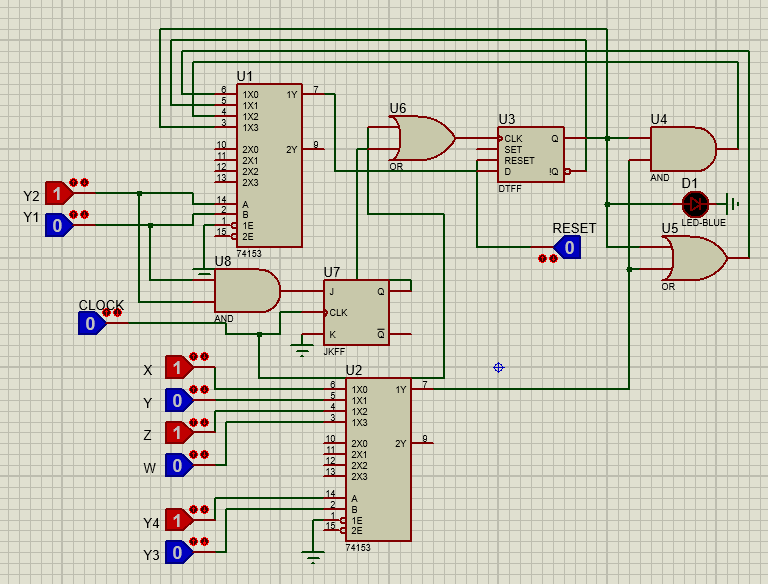 U1
6 1X0 1Y 7
5 1X1
4 1X2
3 1X3
10 2X0 2Y 9
11 2X1
12 2X2
13 2X3
14 A
2 B
1 1E
15 2E
74153
U6
OR
U3
CLK Q
SET
RESET
D !Q
DTFF
U4
AND
D1
LED-BLUE
U5
OR
RESET
0
Y2 1
Y1 0
U8
AND
U7
J Q
CLK
K Q
JKFF
CLOCK
0
X 1
Y 0
Z 1
W 0
Y4 1
Y3 0
U2
6 1X0 1Y 7
5 1X1
4 1X2
3 1X3
10 2X0 2Y 9
11 2X1
12 2X2
13 2X3
14 A
2 B
1 1E
15 2E
74153